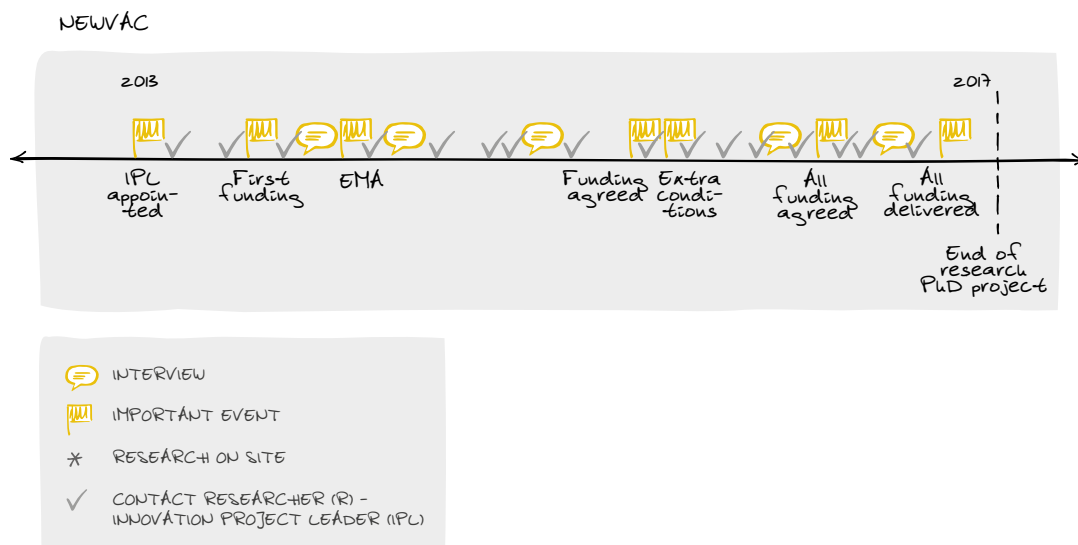 NEWVAC
2013
2017
IPL
appoin-
ted
First
funding
EMA
Funding
agreed
Extra
condi-
tions
All
funding
agreed
All
funding
delivered
End of
research
PhD project
INTERVIEW
IMPORTANT EVENT
RESEARCH ON SITE
CONTACT RESEARCHER (R) -
INNOVATION PROJECT LEADER (IPL)